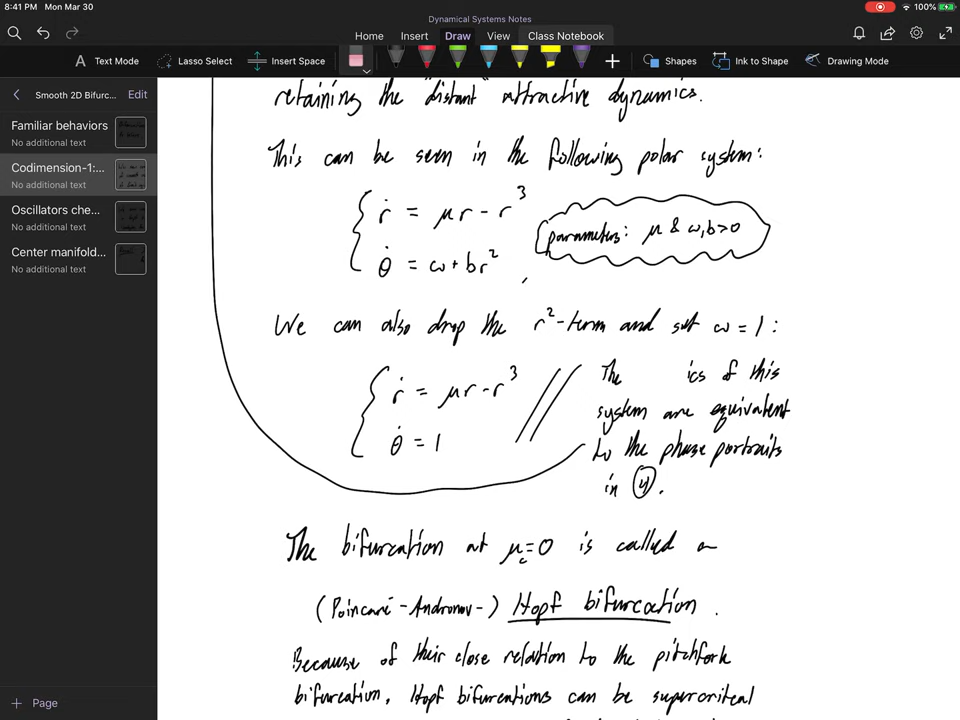 8:41 PM Mon Mar 30
100%
Dynamical Systems Notes
Home Insert Draw View Class Notebook
Text Mode Lasso Select Insert Space Shapes Ink to Shape Drawing Mode
Smooth 2D Bifurc... Edit
Familiar behaviors
No additional text
Codimension-1:...
No additional text
Oscillators che...
No additional text
Center manifold...
No additional text
Page
retaining the "distant" attractive dynamics.
This can be seen in the following polar system:
ṙ = μr - r³
θ̇ = ω + br²,
parameters: μ & ω, b > 0
We can also drop the r²-term and set ω = 1:
ṙ = μr - r³
θ̇ = 1
The ics of this
system are equivalent
to the phase portraits
in (4).
The bifurcation at μc = 0 is called a
(Poincaré-Andronov-) Hopf bifurcation.
Because of their close relation to the pitchfork
bifurcation, Hopf bifurcations can be supercritcal